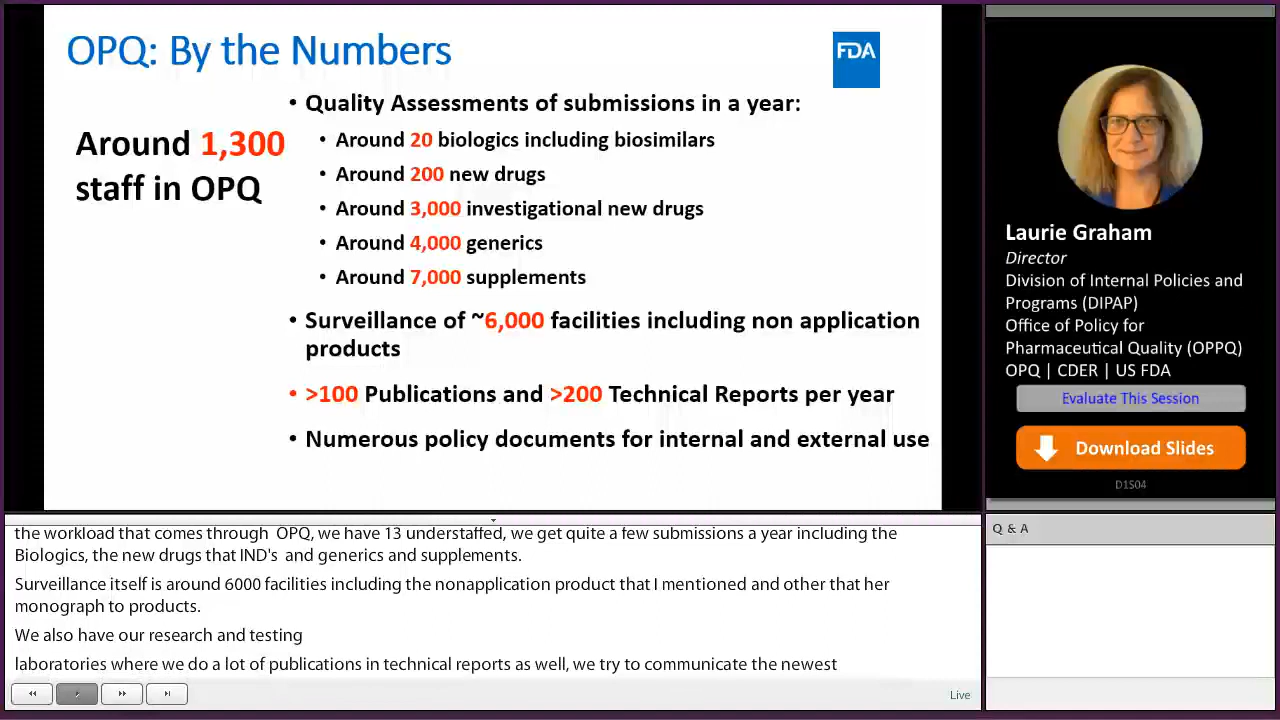 OPQ: By the Numbers
FDA
Around 1,300
staff in OPQ
• Quality Assessments of submissions in a year:
• Around 20 biologics including biosimilars
• Around 200 new drugs
• Around 3,000 investigational new drugs
• Around 4,000 generics
• Around 7,000 supplements
• Surveillance of ~6,000 facilities including non application
products
• >100 Publications and >200 Technical Reports per year
• Numerous policy documents for internal and external use
Laurie Graham
Director
Division of Internal Policies and
Programs (DIPAP)
Office of Policy for
Pharmaceutical Quality (OPPQ)
OPQ | CDER | US FDA
Evaluate This Session
Download Slides
D1S04
the workload that comes through OPQ, we have 13 understaffed, we get quite a few submissions a year including the
Biologics, the new drugs that IND's and generics and supplements.
Surveillance itself is around 6000 facilities including the nonapplication product that I mentioned and other that her
monograph to products.
We also have our research and testing
laboratories where we do a lot of publications in technical reports as well, we try to communicate the newest
Live
Q & A